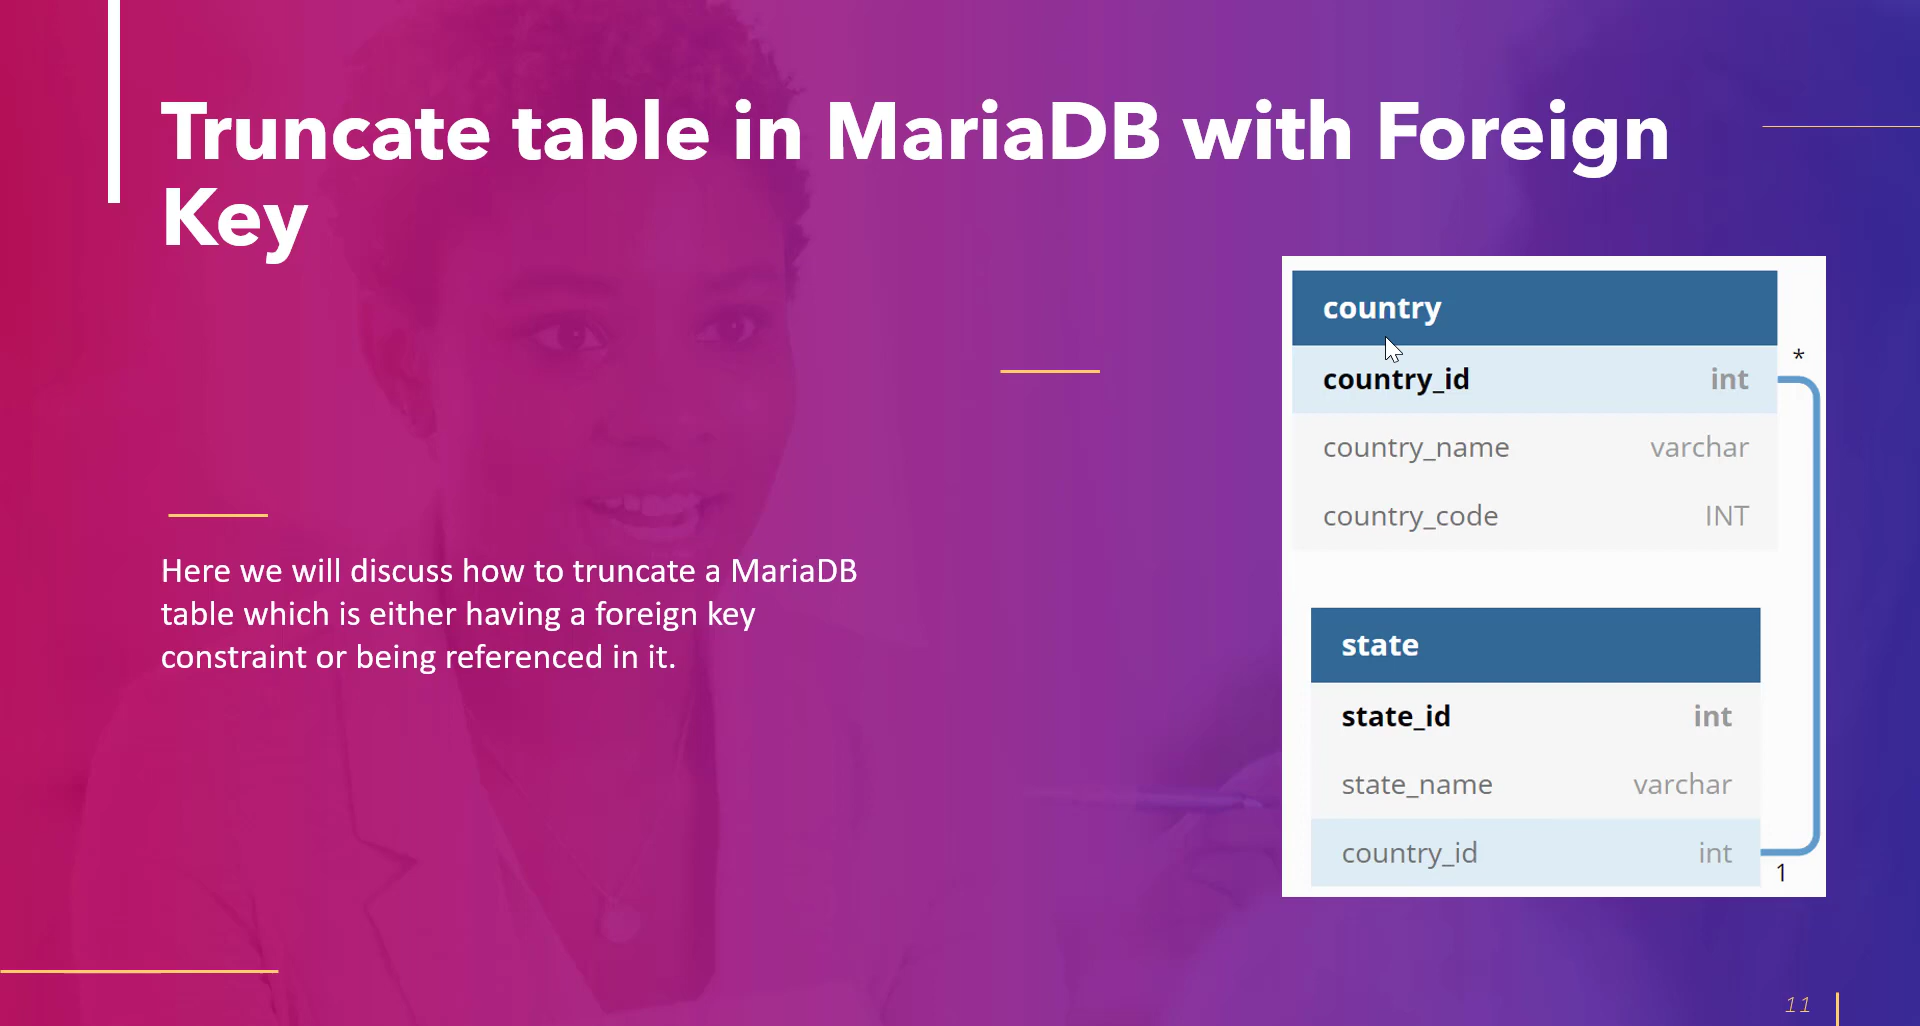 Truncate table in MariaDB with Foreign
Key
Here we will discuss how to truncate a MariaDB
table which is either having a foreign key
constraint or being referenced in it.
country
*
country_id int
country_name varchar
country_code INT
state
state_id int
state_name varchar
country_id int
1
11